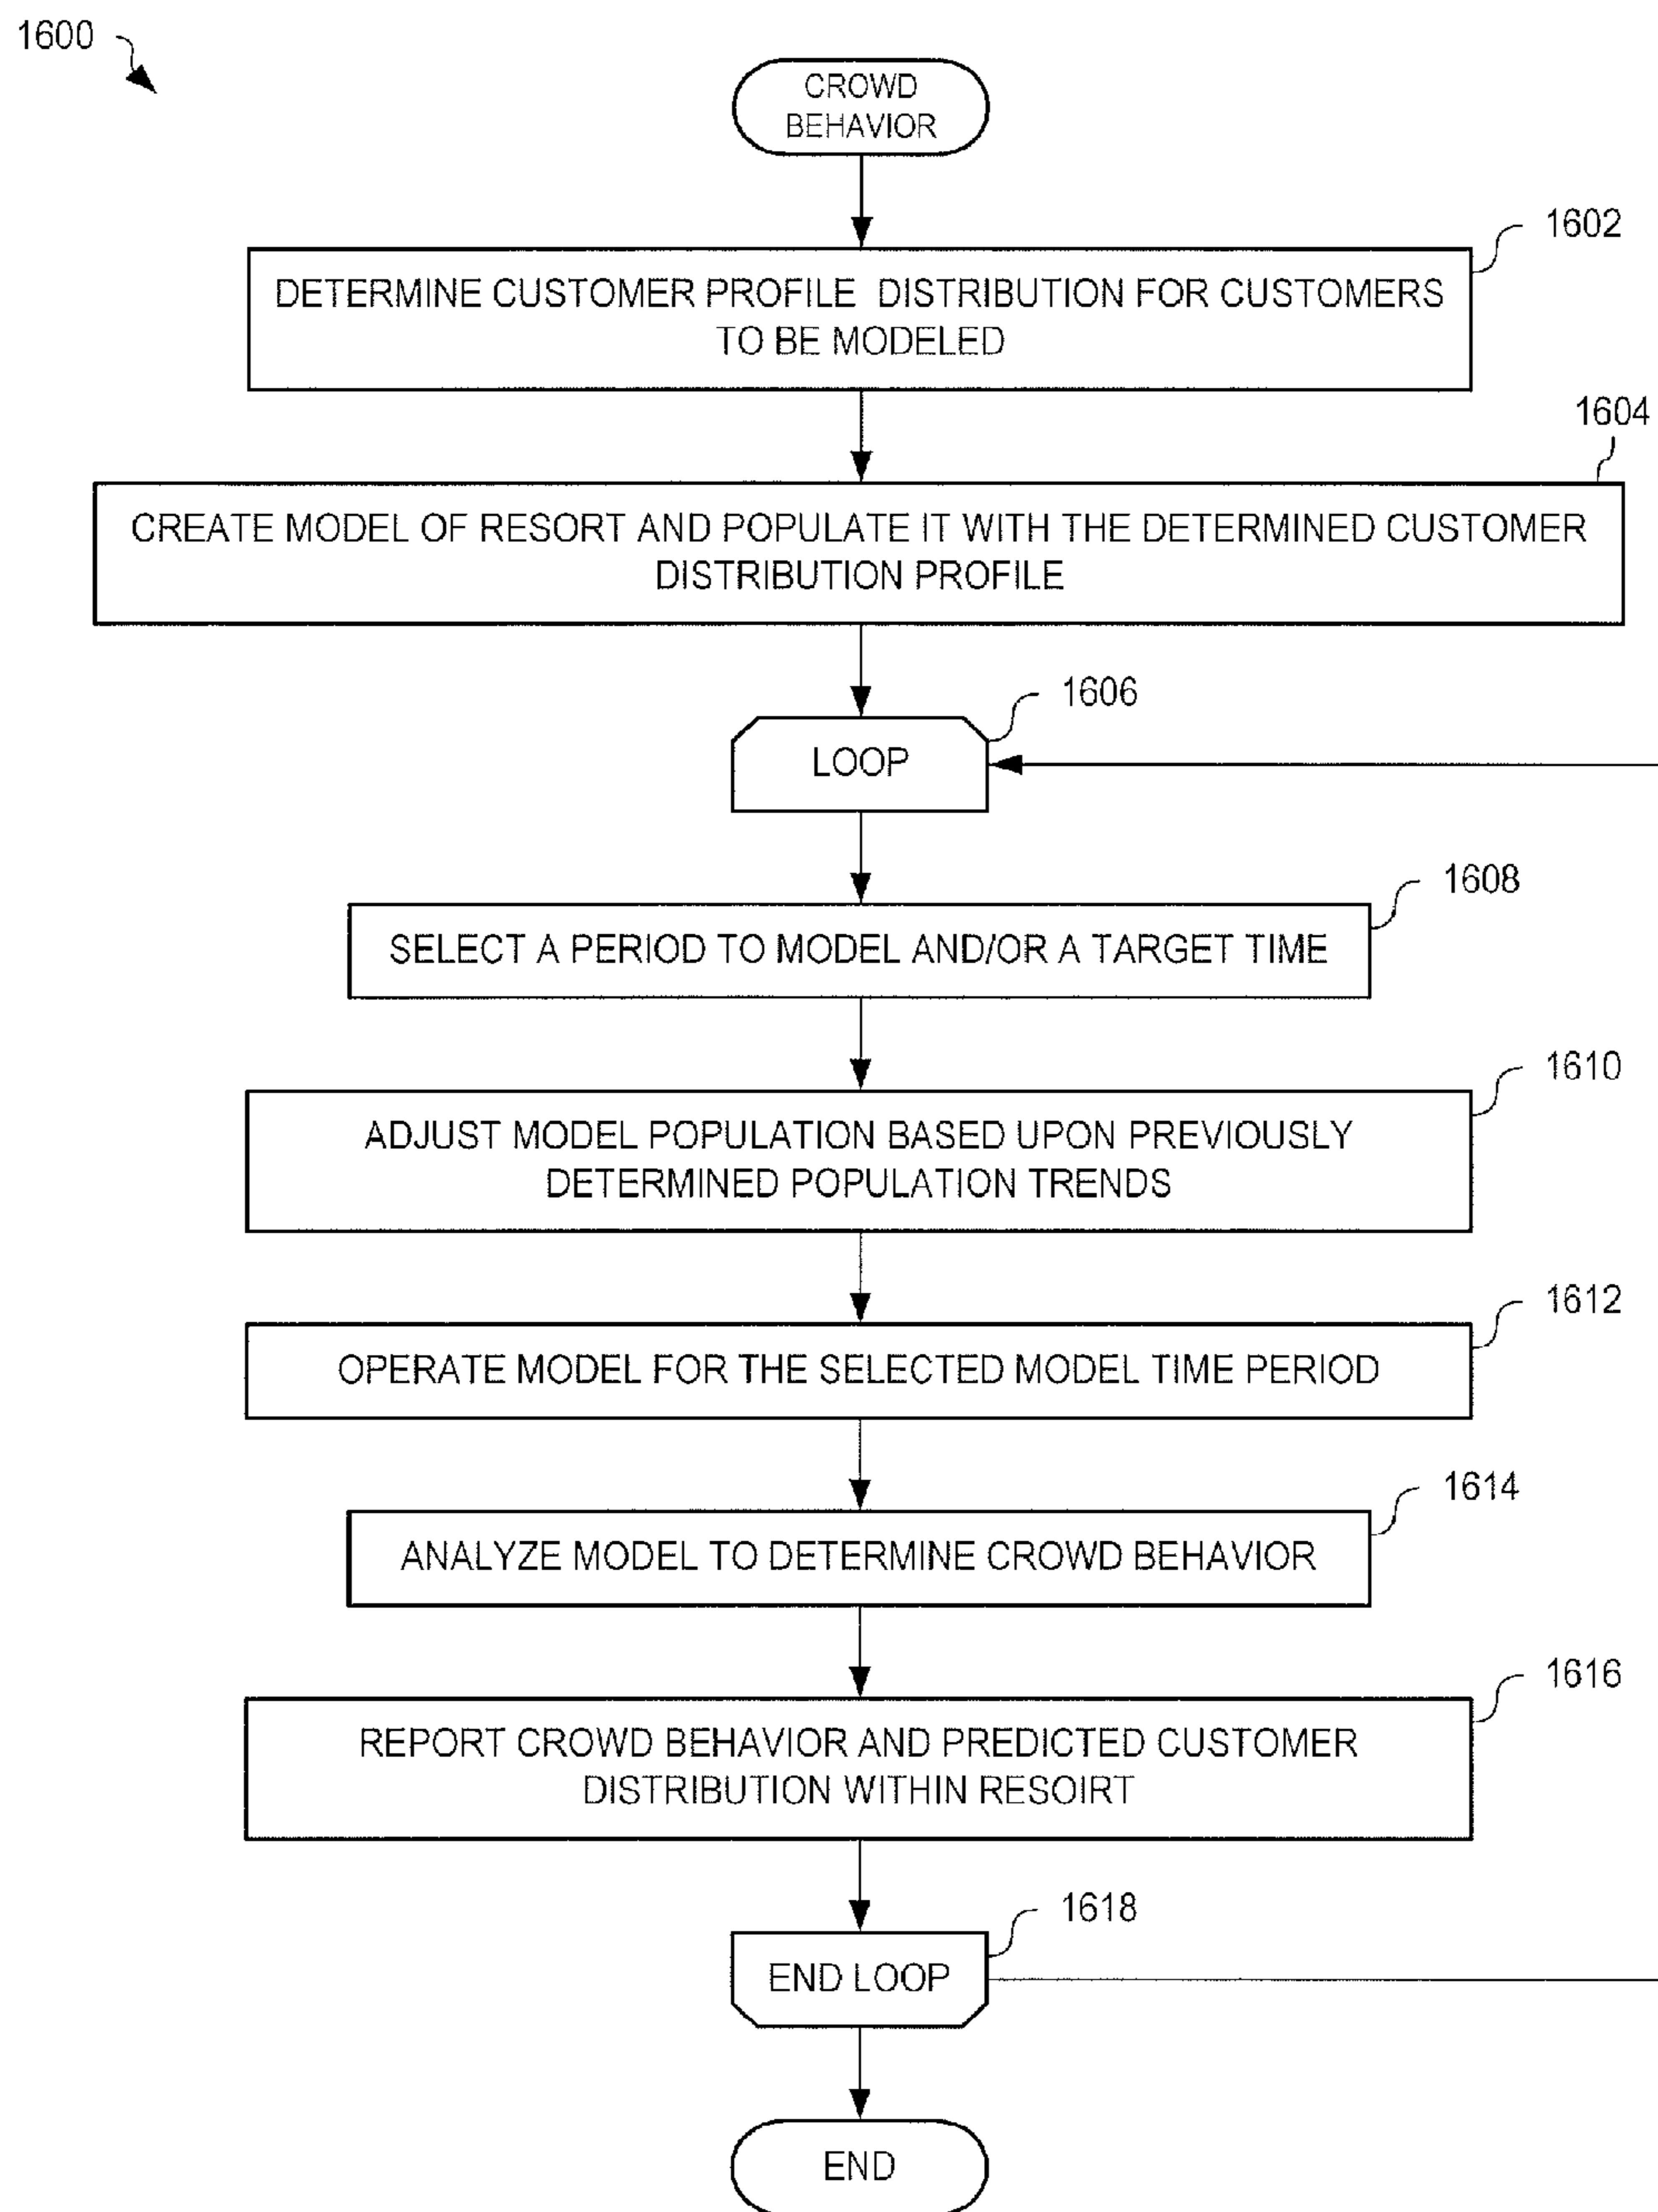 1600
CROWD
BEHAVIOR
1602
DETERMINE CUSTOMER PROFILE DISTRIBUTION FOR CUSTOMERS
TO BE MODELED
1604
CREATE MODEL OF RESORT AND POPULATE IT WITH THE DETERMINED CUSTOMER
DISTRIBUTION PROFILE
1606
LOOP
1608
SELECT A PERIOD TO MODEL AND/OR A TARGET TIME
1610
ADJUST MODEL POPULATION BASED UPON PREVIOUSLY
DETERMINED POPULATION TRENDS
1612
OPERATE MODEL FOR THE SELECTED MODEL TIME PERIOD
1614
ANALYZE MODEL TO DETERMINE CROWD BEHAVIOR
1616
REPORT CROWD BEHAVIOR AND PREDICTED CUSTOMER
DISTRIBUTION WITHIN RESOIRT
1618
END LOOP
END